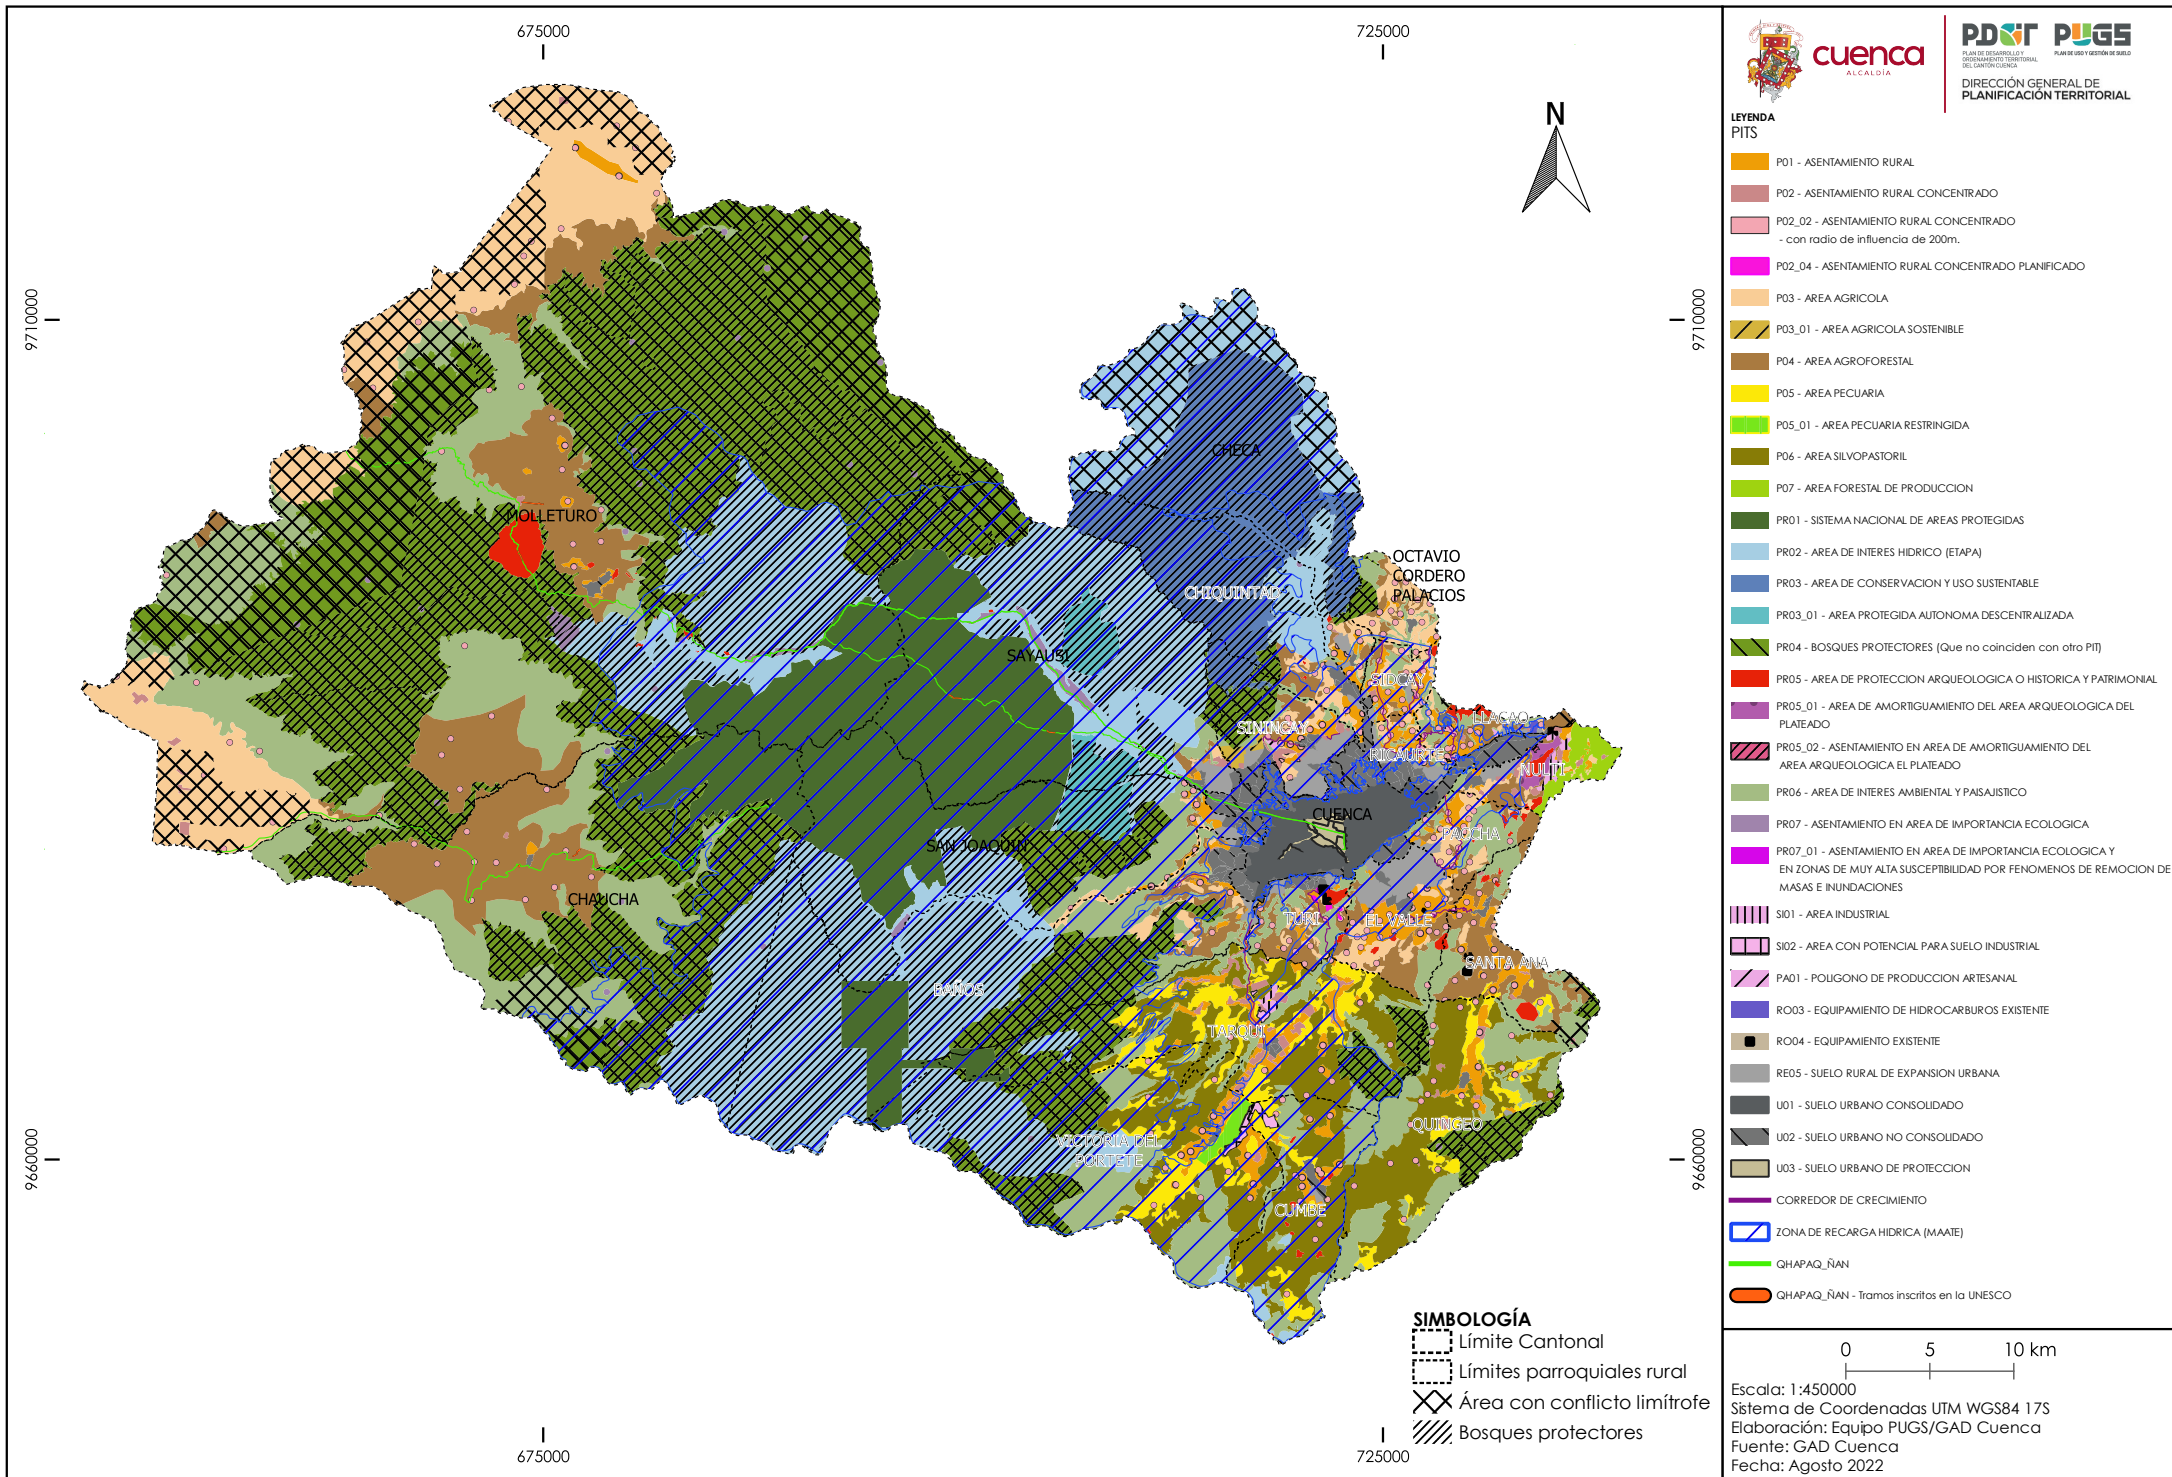 675000
725000
9710000
9710000
9660000
9660000
675000
725000
N
CHECA
MOLLETURO
OCTAVIO
CORDERO
PALACIOS
CHIQUINTAD
SAYAUSI
SIDCAY
LLACAO
SININCAY
RICAURTE
NULTI
CUENCA
PACCHA
SAN JOAQUIN
CHAUCHA
TURI
EL VALLE
SANTA ANA
BAÑOS
TARQUI
QUINGEO
VICTORIA DEL
PORTETE
CUMBE
SIMBOLOGÍA
Límite Cantonal
Límites parroquiales rural
Área con conflicto limítrofe
Bosques protectores
cuenca
ALCALDÍA
PDOT
PLAN DE DESARROLLO Y
ORDENAMIENTO TERRITORIAL
DEL CANTÓN CUENCA
PUGS
PLAN DE USO Y GESTIÓN DE SUELO
DIRECCIÓN GENERAL DE
PLANIFICACIÓN TERRITORIAL
LEYENDA
PITS
P01 - ASENTAMIENTO RURAL
P02 - ASENTAMIENTO RURAL CONCENTRADO
P02_02 - ASENTAMIENTO RURAL CONCENTRADO
- con radio de influencia de 200m.
P02_04 - ASENTAMIENTO RURAL CONCENTRADO PLANIFICADO
P03 - AREA AGRICOLA
P03_01 - AREA AGRICOLA SOSTENIBLE
P04 - AREA AGROFORESTAL
P05 - AREA PECUARIA
P05_01 - AREA PECUARIA RESTRINGIDA
P06 - AREA SILVOPASTORIL
P07 - AREA FORESTAL DE PRODUCCION
PR01 - SISTEMA NACIONAL DE AREAS PROTEGIDAS
PR02 - AREA DE INTERES HIDRICO (ETAPA)
PR03 - AREA DE CONSERVACION Y USO SUSTENTABLE
PR03_01 - AREA PROTEGIDA AUTONOMA DESCENTRALIZADA
PR04 - BOSQUES PROTECTORES (Que no coinciden con otro PIT)
PR05 - AREA DE PROTECCION ARQUEOLOGICA O HISTORICA Y PATRIMONIAL
PR05_01 - AREA DE AMORTIGUAMIENTO DEL AREA ARQUEOLOGICA DEL
PLATEADO
PR05_02 - ASENTAMIENTO EN AREA DE AMORTIGUAMIENTO DEL
AREA ARQUEOLOGICA EL PLATEADO
PR06 - AREA DE INTERES AMBIENTAL Y PAISAJISTICO
PR07 - ASENTAMIENTO EN AREA DE IMPORTANCIA ECOLOGICA
PR07_01 - ASENTAMIENTO EN AREA DE IMPORTANCIA ECOLOGICA Y
EN ZONAS DE MUY ALTA SUSCEPTIBILIDAD POR FENOMENOS DE REMOCION DE
MASAS E INUNDACIONES
SI01 - AREA INDUSTRIAL
SI02 - AREA CON POTENCIAL PARA SUELO INDUSTRIAL
PA01 - POLIGONO DE PRODUCCION ARTESANAL
RO03 - EQUIPAMIENTO DE HIDROCARBUROS EXISTENTE
RO04 - EQUIPAMIENTO EXISTENTE
RE05 - SUELO RURAL DE EXPANSION URBANA
U01 - SUELO URBANO CONSOLIDADO
U02 - SUELO URBANO NO CONSOLIDADO
U03 - SUELO URBANO DE PROTECCION
CORREDOR DE CRECIMIENTO
ZONA DE RECARGA HIDRICA (MAATE)
QHAPAQ_ÑAN
QHAPAQ_ÑAN - Tramos inscritos en la UNESCO
0 5 10 km
Escala: 1:450000
Sistema de Coordenadas UTM WGS84 17S
Elaboración: Equipo PUGS/GAD Cuenca
Fuente: GAD Cuenca
Fecha: Agosto 2022